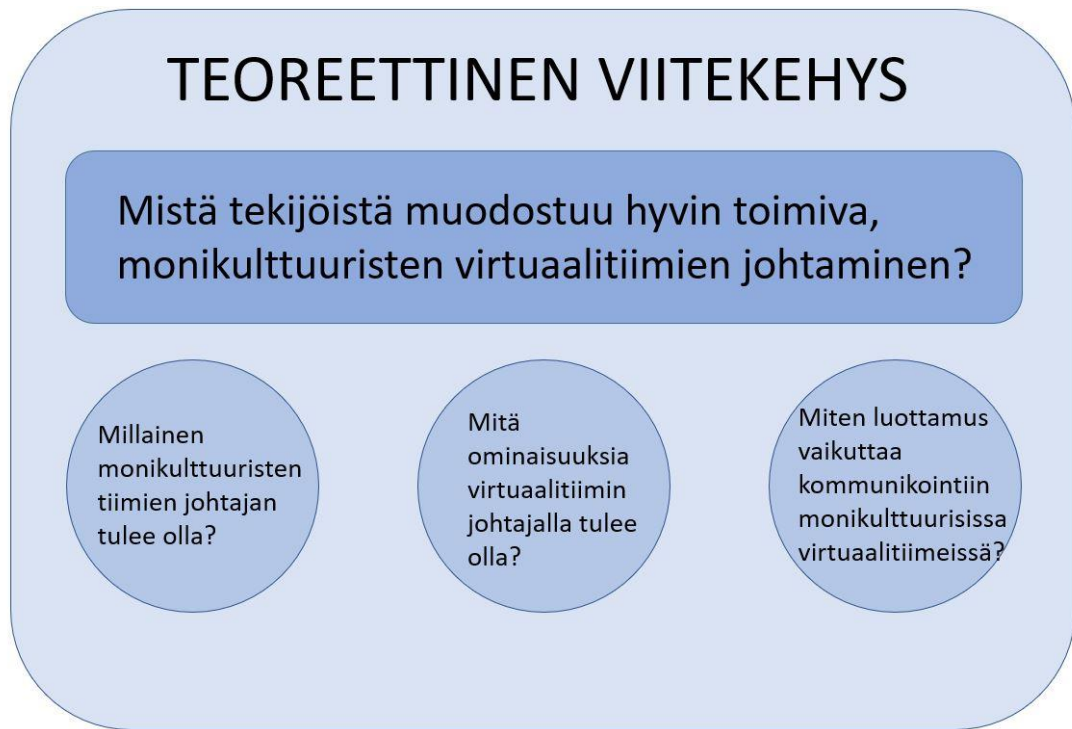 TEOREETTINEN VIITEKEHYS
Mistä tekijöistä muodostuu hyvin toimiva,
monikulttuuristen virtuaalitiimien johtaminen?
Millainen
monikulttuuristen
tiimien johtajan
tulee olla?
Mitä
ominaisuuksia
virtuaalitiimin
johtajalla tulee
olla?
Miten luottamus
vaikuttaa
kommunikointiin
monikulttuurisissa
virtuaalitiimeissä?